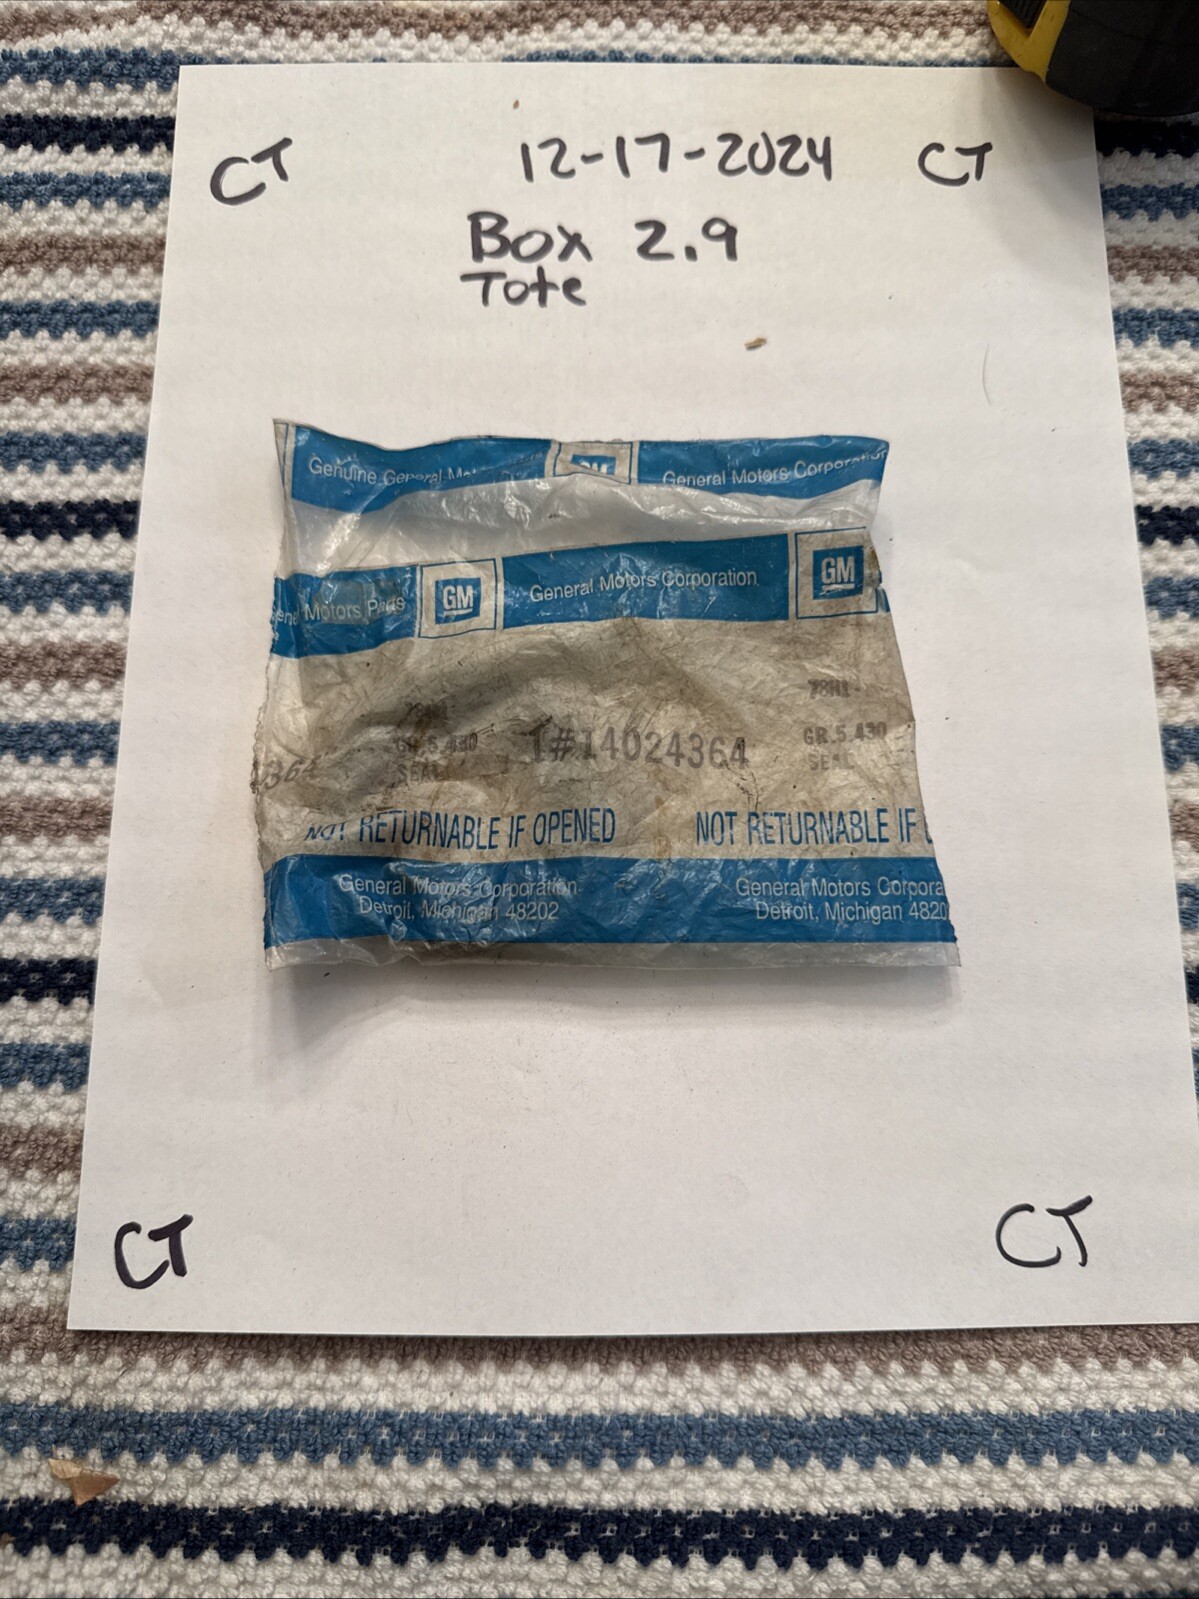 CT 12-17-2024 CT
Box 2.9
Tote
Genuine General GM General Motors Corporation
Motors Parts GM General Motors Corporation GM
GR.5.430 1#14024364 GR.5.430
364 SEAL SEAL
NOT RETURNABLE IF OPENED NOT RETURNABLE IF
General Motors Corporation General Motors Corpora
Detroit, Michigan 48202 Detroit, Michigan 4820
CT CT